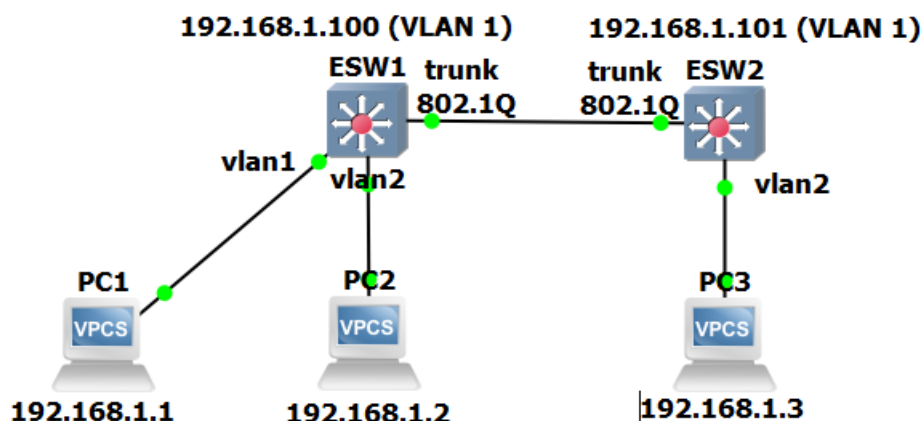 192.168.1.100 (VLAN 1)
192.168.1.101 (VLAN 1)
ESW1
trunk
802.1Q
trunk
802.1Q
ESW2
vlan1
vlan2
vlan2
PC1
PC2
PC3
VPCS
VPCS
VPCS
192.168.1.1
192.168.1.2
192.168.1.3